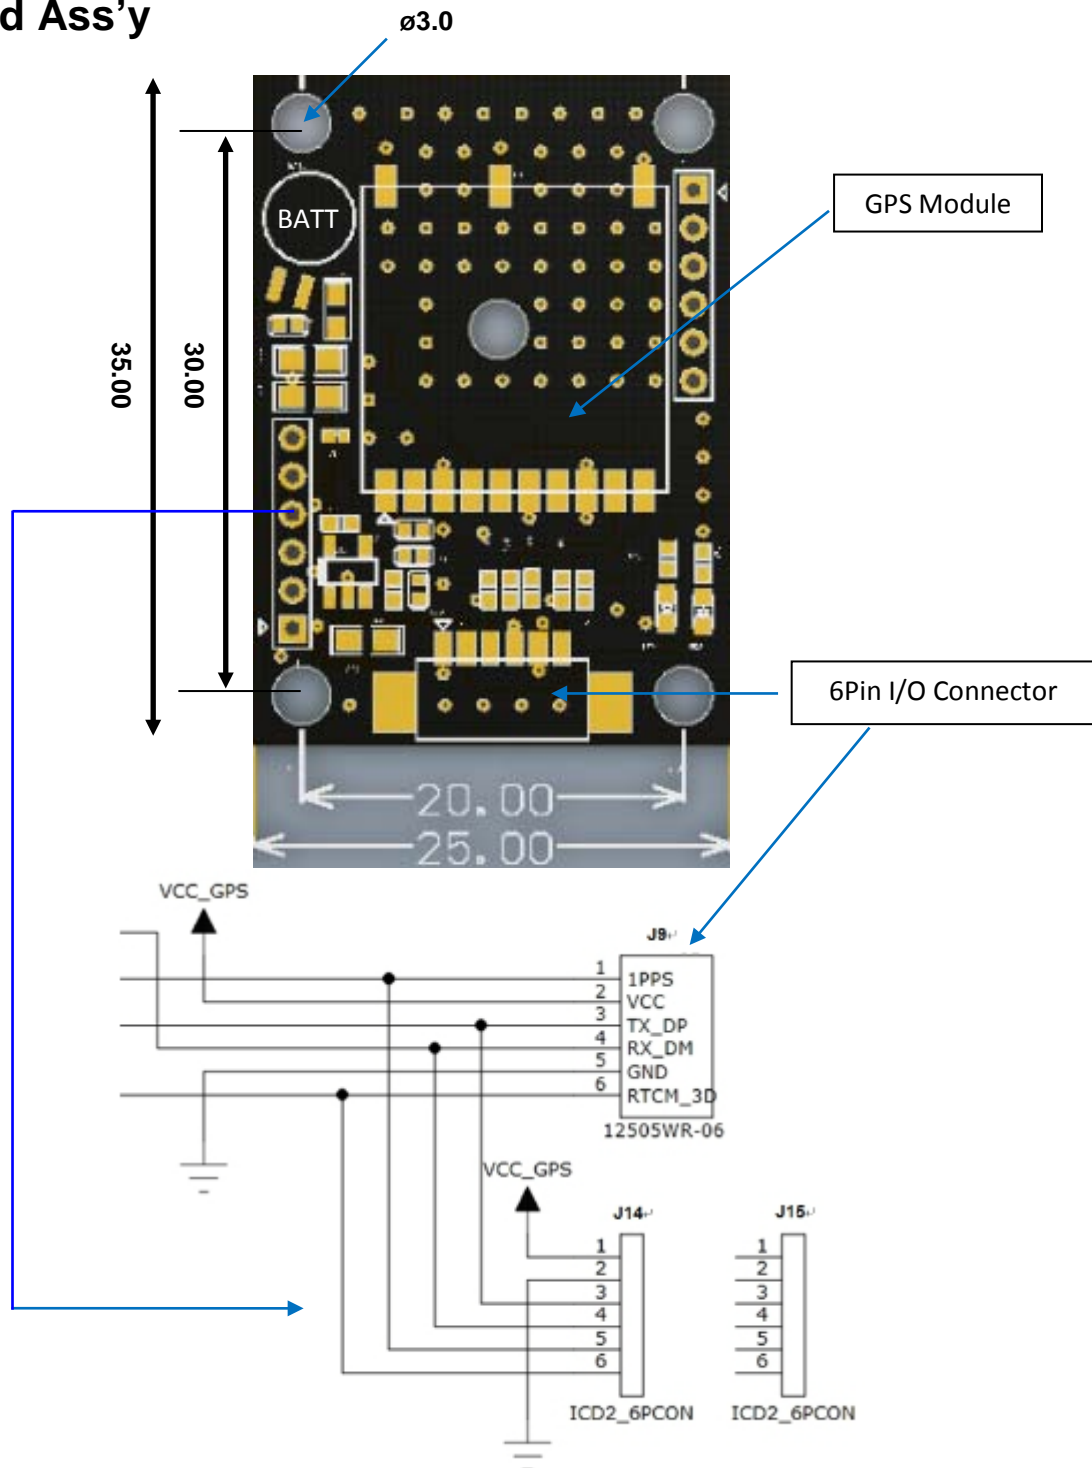 d Ass'y
ø3.0
GPS Module
BATT
35.00
30.00
6Pin I/O Connector
20.00
25.00
VCC_GPS
J9
1 1PPS
2 VCC
3 TX_DP
4 RX_DM
5 GND
6 RTCM_3D
12505WR-06
VCC_GPS
J14
1
2
3
4
5
6
ICD2_6PCON
J15
1
2
3
4
5
6
ICD2_6PCON